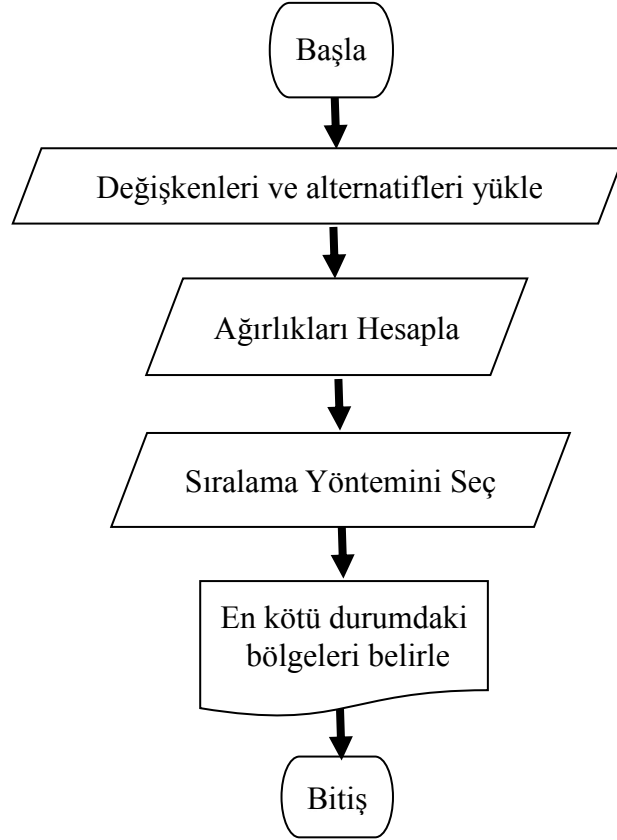 Başla
Değişkenleri ve alternatifleri yükle
Ağırlıkları Hesapla
Sıralama Yöntemini Seç
En kötü durumdaki
bölgeleri belirle
Bitiş